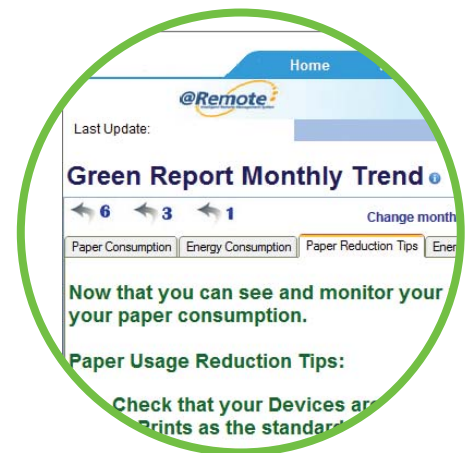 Home
@Remote
Last Update:
Green Report Monthly Trend
6 3 1 Change month
Paper Consumption Energy Consumption Paper Reduction Tips Ener
Now that you can see and monitor your
your paper consumption.
Paper Usage Reduction Tips:
Check that your Devices are
Prints as the standard